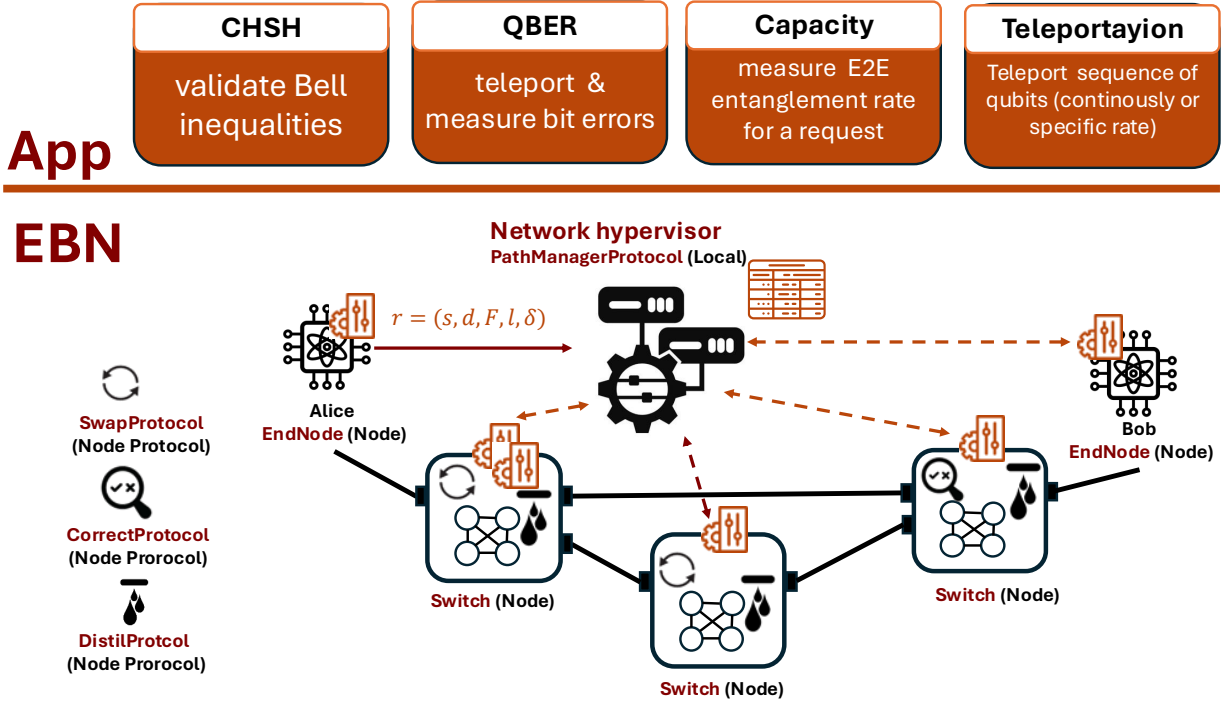 CHSH
validate Bell
inequalities
QBER
teleport &
measure bit errors
Capacity
measure E2E
entanglement rate
for a request
Teleportayion
Teleport sequence of
qubits (continously or
specific rate)
App
EBN
Network hypervisor
PathManagerProtocol (Local)
r = (s, d, F, l, δ)
Alice
EndNode (Node)
Bob
EndNode (Node)
SwapProtocol
(Node Protocol)
CorrectProtocol
(Node Prorocol)
DistilProtcol
(Node Prorocol)
Switch (Node)
Switch (Node)
Switch (Node)